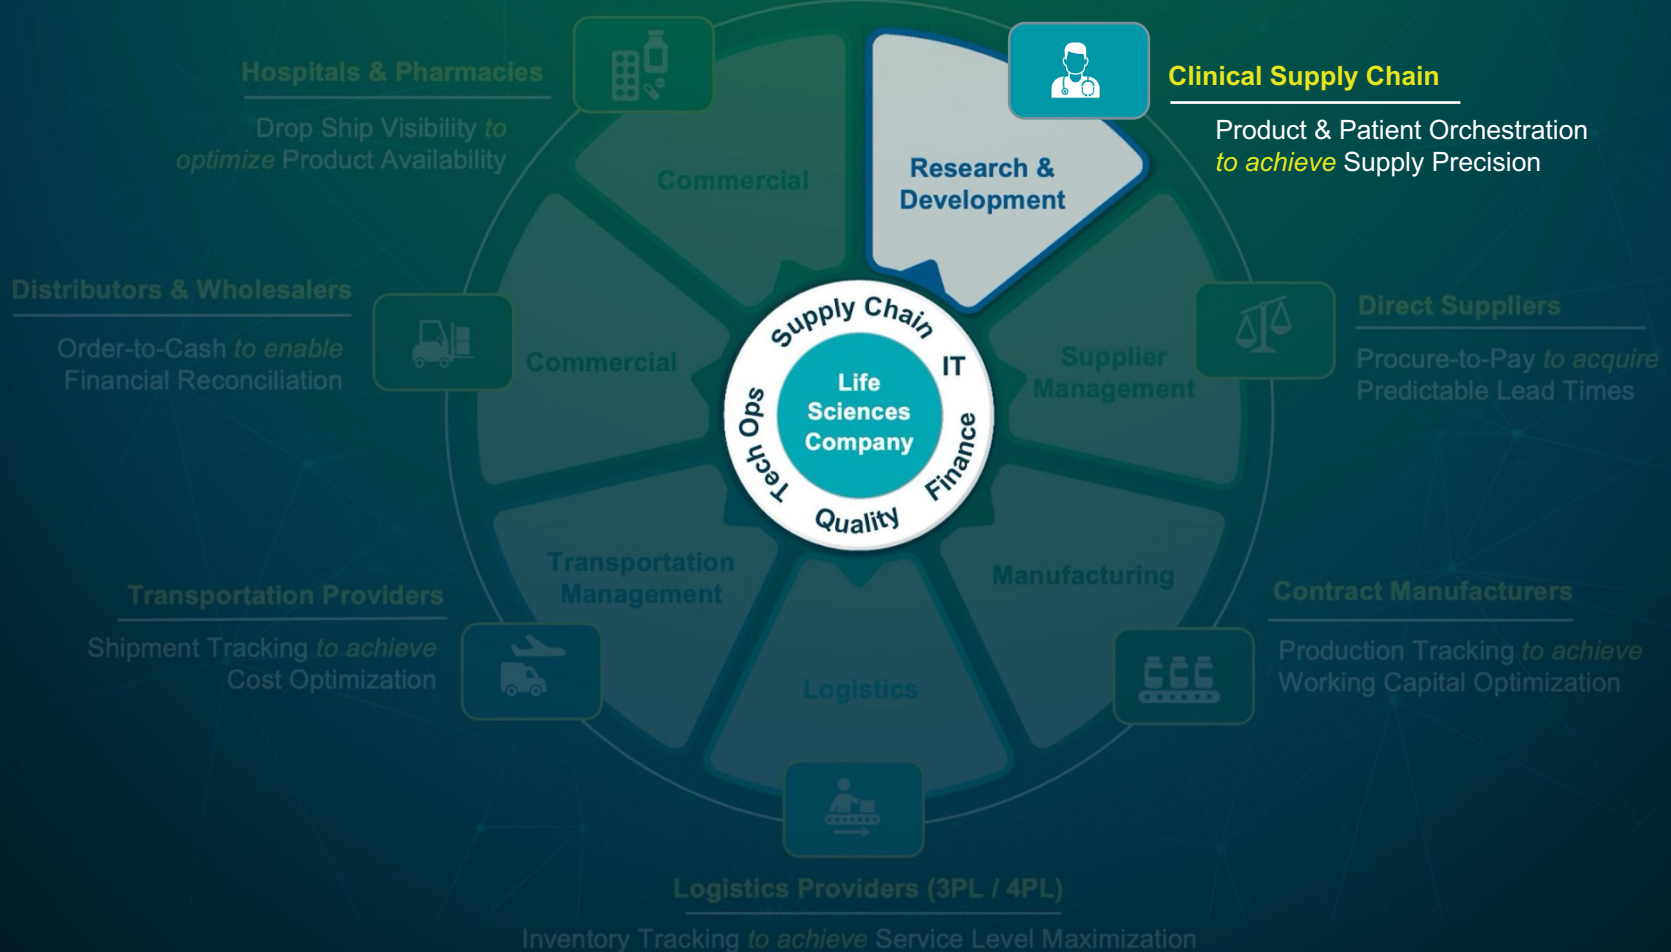 Hospitals & Pharmacies
Drop Ship Visibility to
optimize Product Availability
Commercial
Research &
Development
Clinical Supply Chain
Product & Patient Orchestration
to achieve Supply Precision
Distributors & Wholesalers
Order-to-Cash to enable
Financial Reconciliation
Commercial
Supply Chain
IT
Finance
Quality
Tech Ops
Life
Sciences
Company
Supplier
Management
Direct Suppliers
Procure-to-Pay to acquire
Predictable Lead Times
Transportation Providers
Shipment Tracking to achieve
Cost Optimization
Transportation
Management
Logistics
Manufacturing
Contract Manufacturers
Production Tracking to achieve
Working Capital Optimization
Logistics Providers (3PL / 4PL)
Inventory Tracking to achieve Service Level Maximization